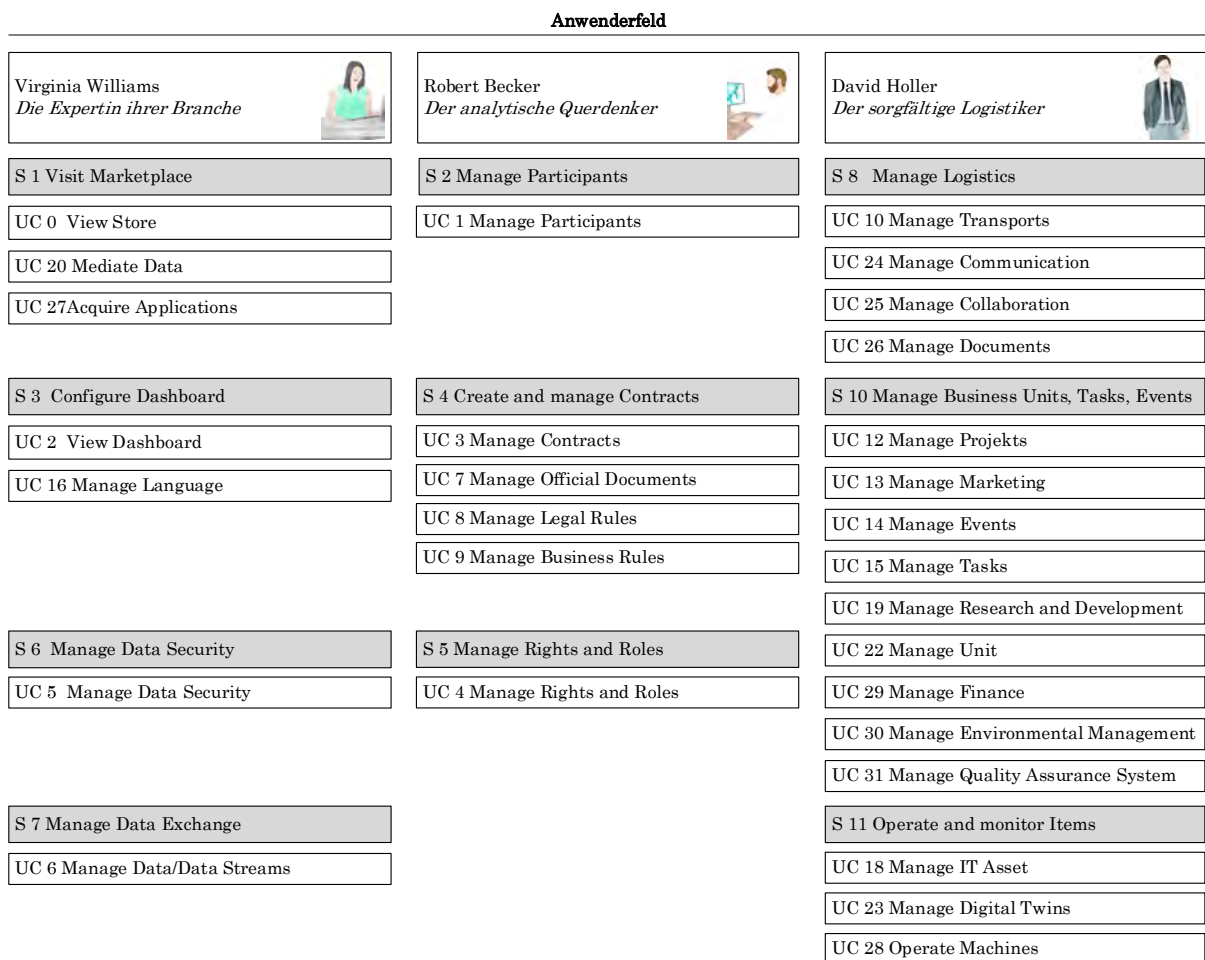 Anwenderfeld
Virginia Williams
Die Expertin ihrer Branche
S 1 Visit Marketplace
UC 0 View Store
UC 20 Mediate Data
UC 27Acquire Applications
S 3 Configure Dashboard
UC 2 View Dashboard
UC 16 Manage Language
S 6 Manage Data Security
UC 5 Manage Data Security
S 7 Manage Data Exchange
UC 6 Manage Data/Data Streams
Robert Becker
Der analytische Querdenker
S 2 Manage Participants
UC 1 Manage Participants
S 4 Create and manage Contracts
UC 3 Manage Contracts
UC 7 Manage Official Documents
UC 8 Manage Legal Rules
UC 9 Manage Business Rules
S 5 Manage Rights and Roles
UC 4 Manage Rights and Roles
David Holler
Der sorgfältige Logistiker
S 8 Manage Logistics
UC 10 Manage Transports
UC 24 Manage Communication
UC 25 Manage Collaboration
UC 26 Manage Documents
S 10 Manage Business Units, Tasks, Events
UC 12 Manage Projekts
UC 13 Manage Marketing
UC 14 Manage Events
UC 15 Manage Tasks
UC 19 Manage Research and Development
UC 22 Manage Unit
UC 29 Manage Finance
UC 30 Manage Environmental Management
UC 31 Manage Quality Assurance System
S 11 Operate and monitor Items
UC 18 Manage IT Asset
UC 23 Manage Digital Twins
UC 28 Operate Machines